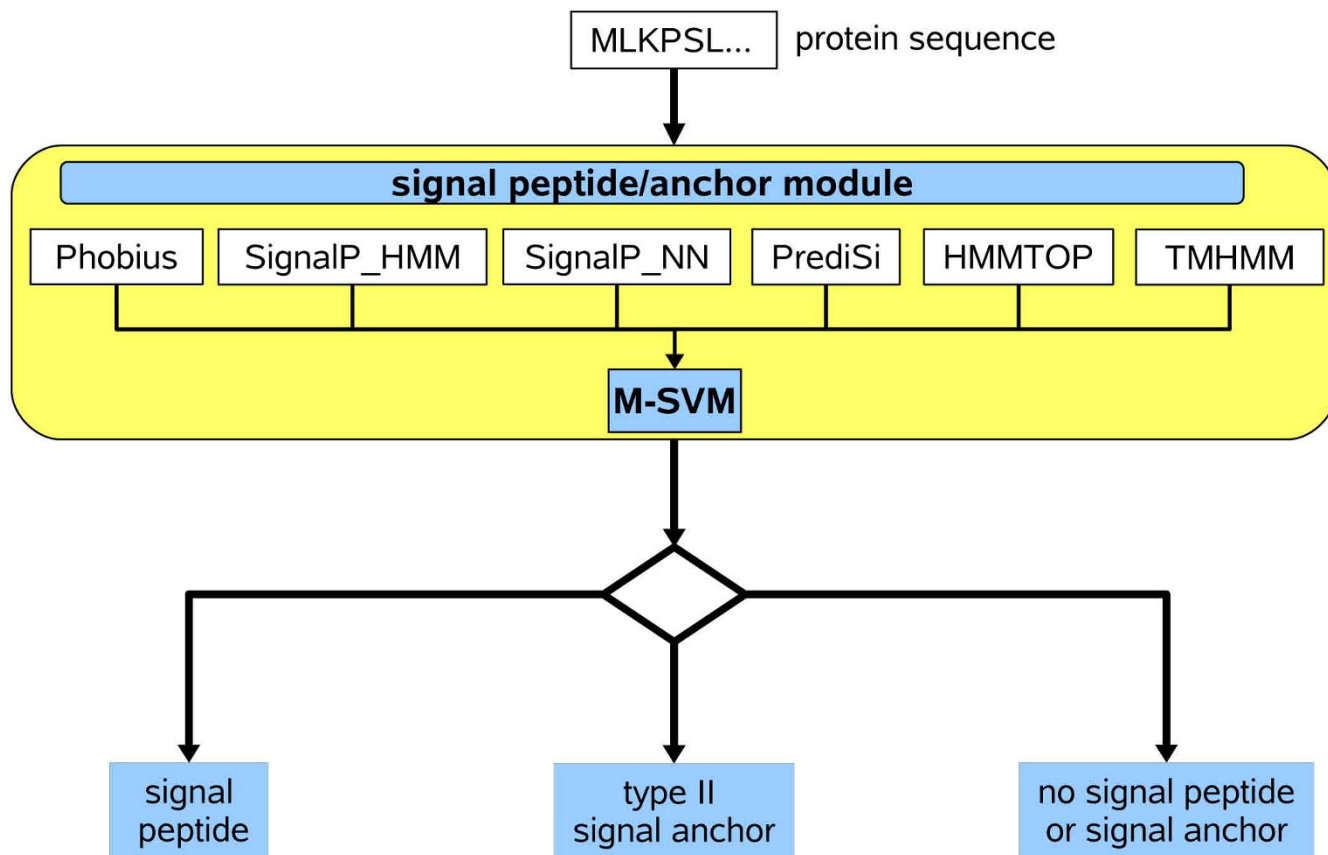 MLKPSL... protein sequence
signal peptide/anchor module
Phobius SignalP_HMM SignalP_NN PrediSi HMMTOP TMHMM
M-SVM
signal
peptide
type II
signal anchor
no signal peptide
or signal anchor